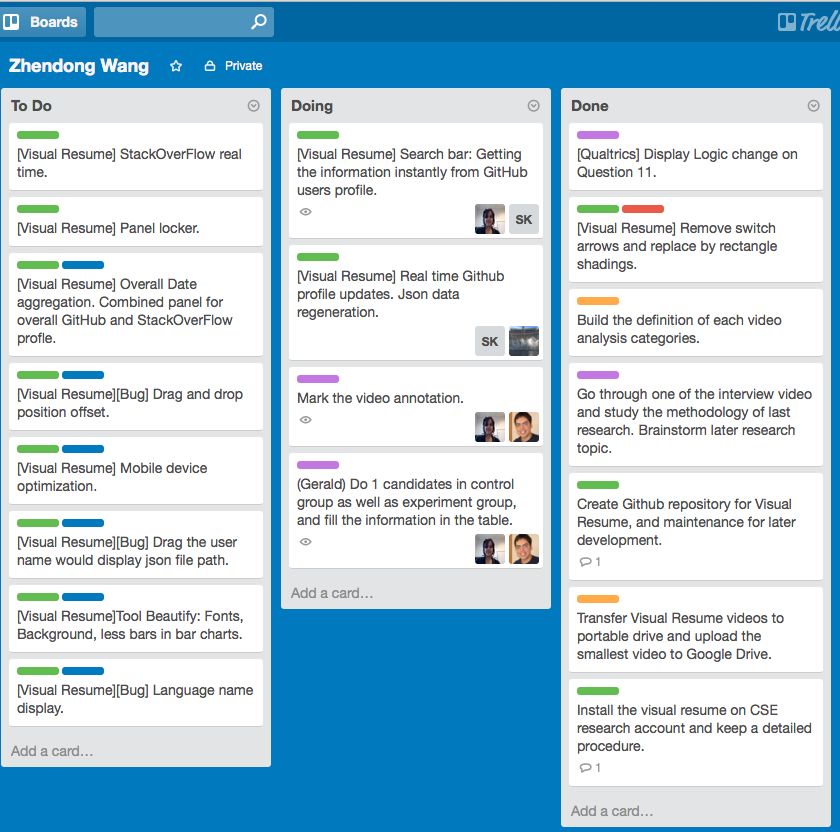 Boards
Trell
Zhendong Wang
Private
To Do
[Visual Resume] StackOverFlow real
time.
[Visual Resume] Panel locker.
[Visual Resume] Overall Date
aggregation. Combined panel for
overall GitHub and StackOverFlow
profle.
[Visual Resume][Bug] Drag and drop
position offset.
[Visual Resume] Mobile device
optimization.
[Visual Resume][Bug] Drag the user
name would display json file path.
[Visual Resume]Tool Beautify: Fonts,
Background, less bars in bar charts.
[Visual Resume][Bug] Language name
display.
Add a card…
Doing
[Visual Resume] Search bar: Getting
the information instantly from GitHub
users profile.
SK
[Visual Resume] Real time Github
profile updates. Json data
regeneration.
SK
Mark the video annotation.
(Gerald) Do 1 candidates in control
group as well as experiment group,
and fill the information in the table.
Add a card…
Done
[Qualtrics] Display Logic change on
Question 11.
[Visual Resume] Remove switch
arrows and replace by rectangle
shadings.
Build the definition of each video
analysis categories.
Go through one of the interview video
and study the methodology of last
research. Brainstorm later research
topic.
Create Github repository for Visual
Resume, and maintenance for later
development.
1
Transfer Visual Resume videos to
portable drive and upload the
smallest video to Google Drive.
Install the visual resume on CSE
research account and keep a detailed
procedure.
1
Add a card…